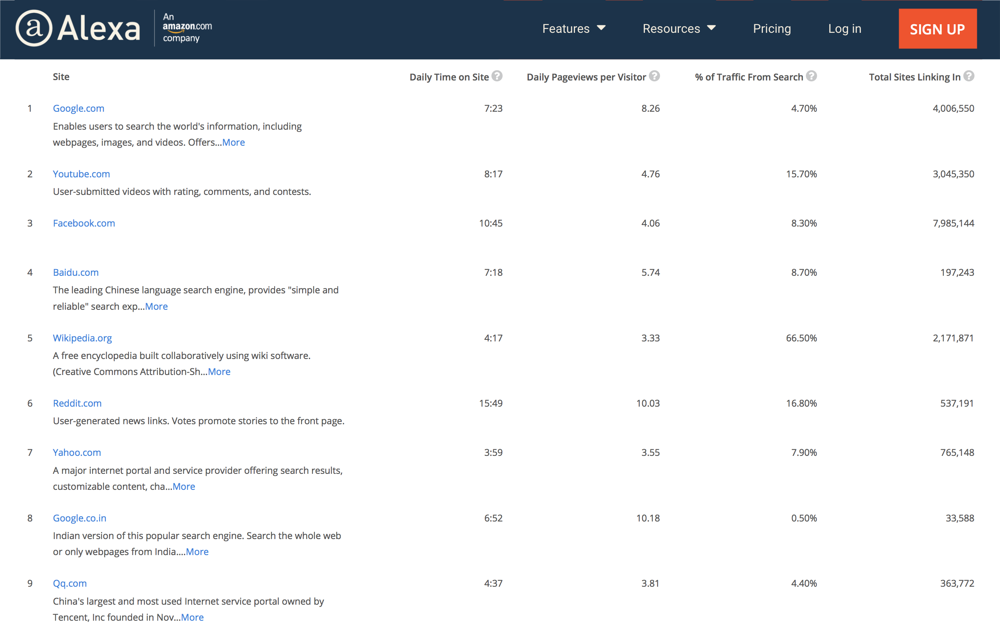 a Alexa An amazon.com company Features Resources Pricing Log in SIGN UP
Site Daily Time on Site ? Daily Pageviews per Visitor ? % of Traffic From Search ? Total Sites Linking In ?
1 Google.com 7:23 8.26 4.70% 4,006,550
Enables users to search the world's information, including
webpages, images, and videos. Offers...More
2 Youtube.com 8:17 4.76 15.70% 3,045,350
User-submitted videos with rating, comments, and contests.
3 Facebook.com 10:45 4.06 8.30% 7,985,144
4 Baidu.com 7:18 5.74 8.70% 197,243
The leading Chinese language search engine, provides "simple and
reliable" search exp...More
5 Wikipedia.org 4:17 3.33 66.50% 2,171,871
A free encyclopedia built collaboratively using wiki software.
(Creative Commons Attribution-Sh...More
6 Reddit.com 15:49 10.03 16.80% 537,191
User-generated news links. Votes promote stories to the front page.
7 Yahoo.com 3:59 3.55 7.90% 765,148
A major internet portal and service provider offering search results,
customizable content, cha...More
8 Google.co.in 6:52 10.18 0.50% 33,588
Indian version of this popular search engine. Search the whole web
or only webpages from India....More
9 Qq.com 4:37 3.81 4.40% 363,772
China's largest and most used Internet service portal owned by
Tencent, Inc founded in Nov...More